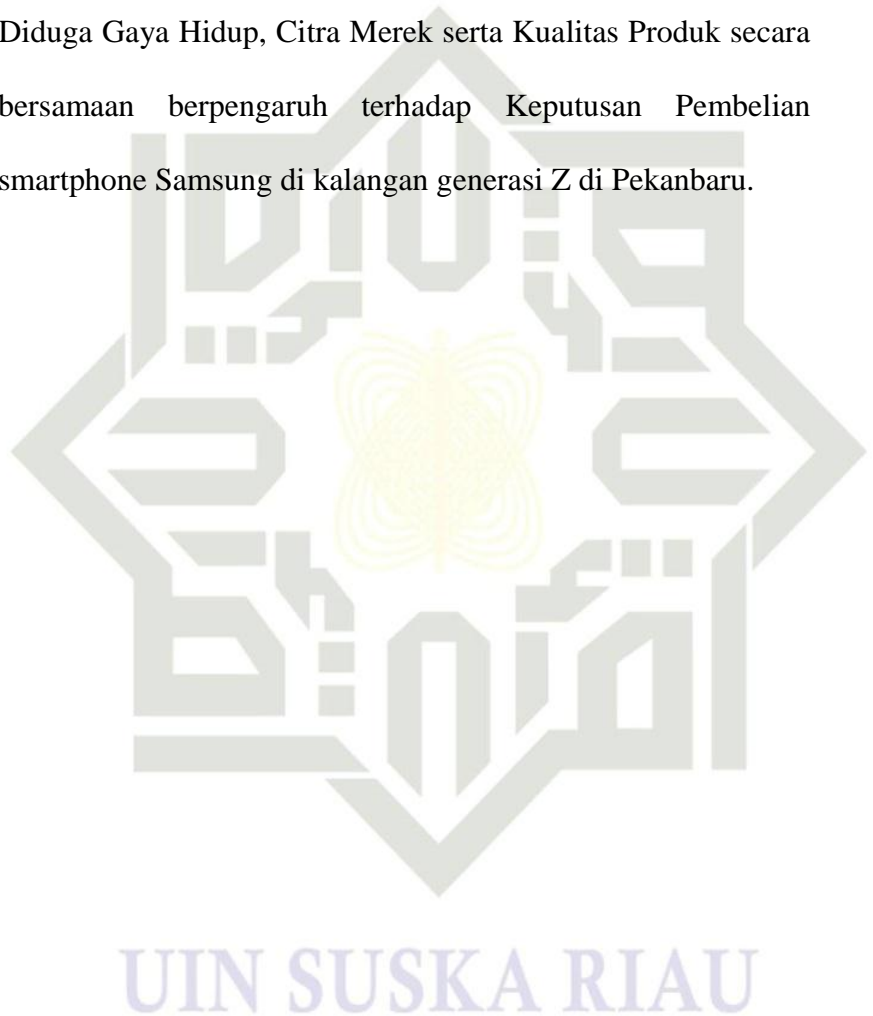 Diduga Gaya Hidup, Citra Merek serta Kualitas Produk secara
bersamaan berpengaruh terhadap Keputusan Pembelian
smartphone Samsung di kalangan generasi Z di Pekanbaru.
UIN SUSKA RIAU